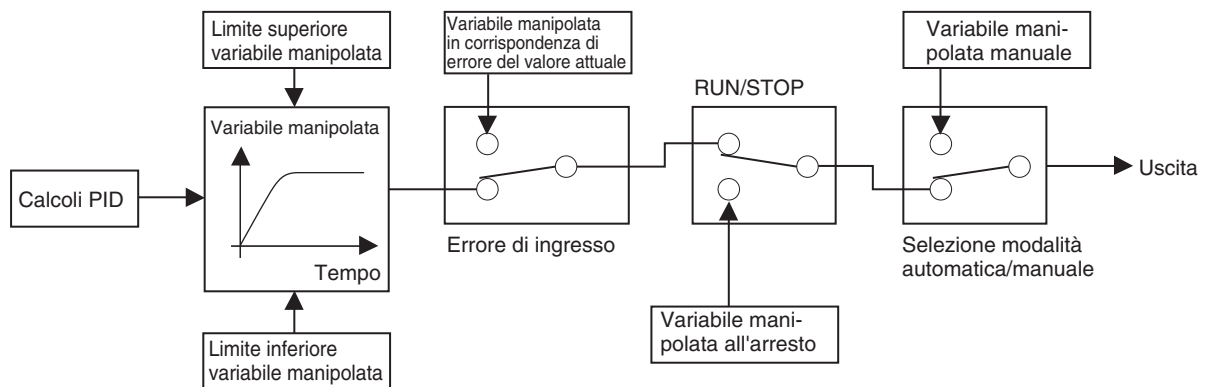 Limite superiore
variabile manipolata
Variabile manipolata
in corrispondenza di
errore del valore attuale
Variabile mani-
polata manuale
RUN/STOP
Variabile manipolata
Calcoli PID
Tempo
Uscita
Errore di ingresso
Selezione modalità
automatica/manuale
Variabile mani-
polata all'arresto
Limite inferiore
variabile manipolata